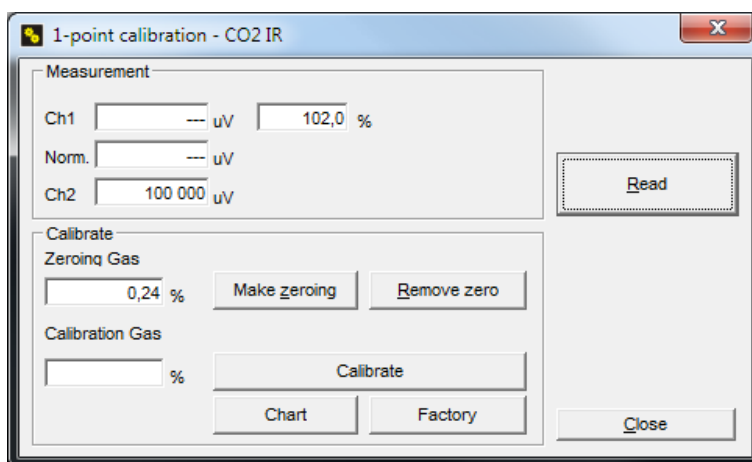 1-point calibration - CO2 IR
Measurement
Ch1 --- uV 102,0 %
Norm. --- uV
Ch2 100 000 uV
Read
Calibrate
Zeroing Gas
0,24 % Make zeroing Remove zero
Calibration Gas
% Calibrate
Chart Factory
Close